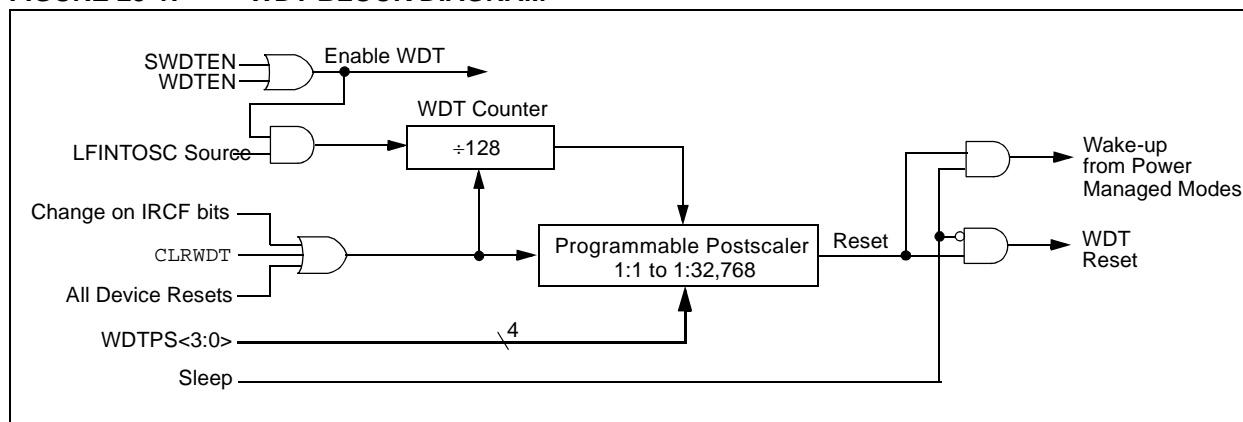 SWDTEN
WDTEN
Enable WDT
WDT Counter
LFINTOSC Source
÷128
Wake-up
from Power
Managed Modes
Change on IRCF bits
CLRWDT
All Device Resets
Programmable Postscaler
1:1 to 1:32,768
Reset
WDT
Reset
WDTPS<3:0>
4
Sleep